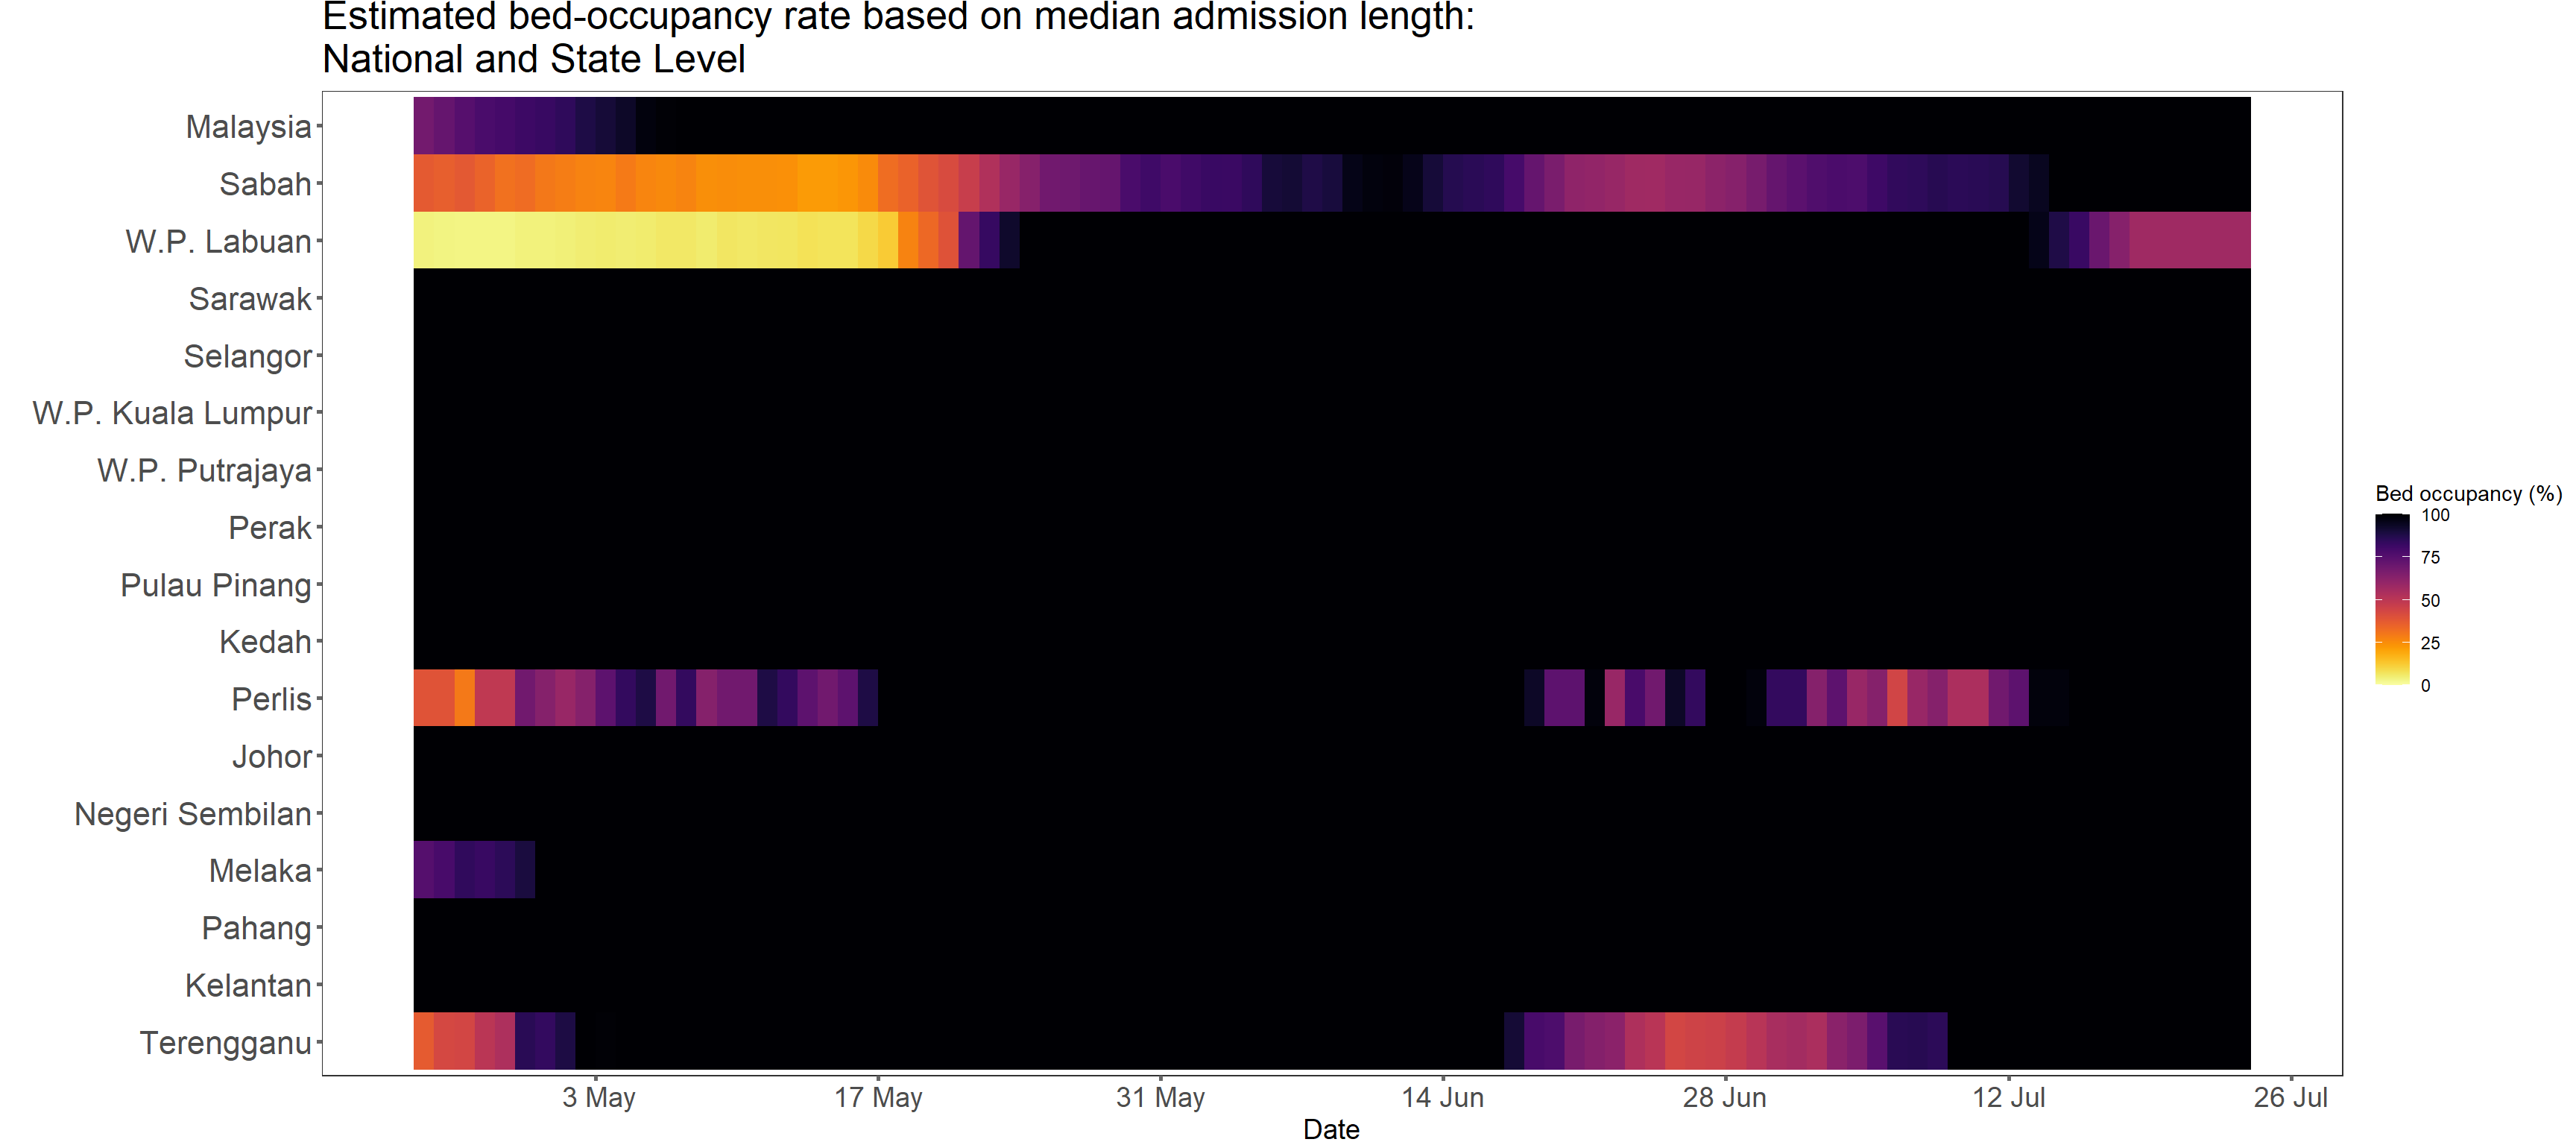 Estimated bed-occupancy rate based on median admission length:
National and State Level
Malaysia
Sabah
W.P. Labuan
Sarawak
Selangor
W.P. Kuala Lumpur
W.P. Putrajaya
Perak
Pulau Pinang
Kedah
Perlis
Johor
Negeri Sembilan
Melaka
Pahang
Kelantan
Terengganu
3 May 17 May 31 May 14 Jun 28 Jun 12 Jul 26 Jul
Date
Bed occupancy (%)
100
75
50
25
0